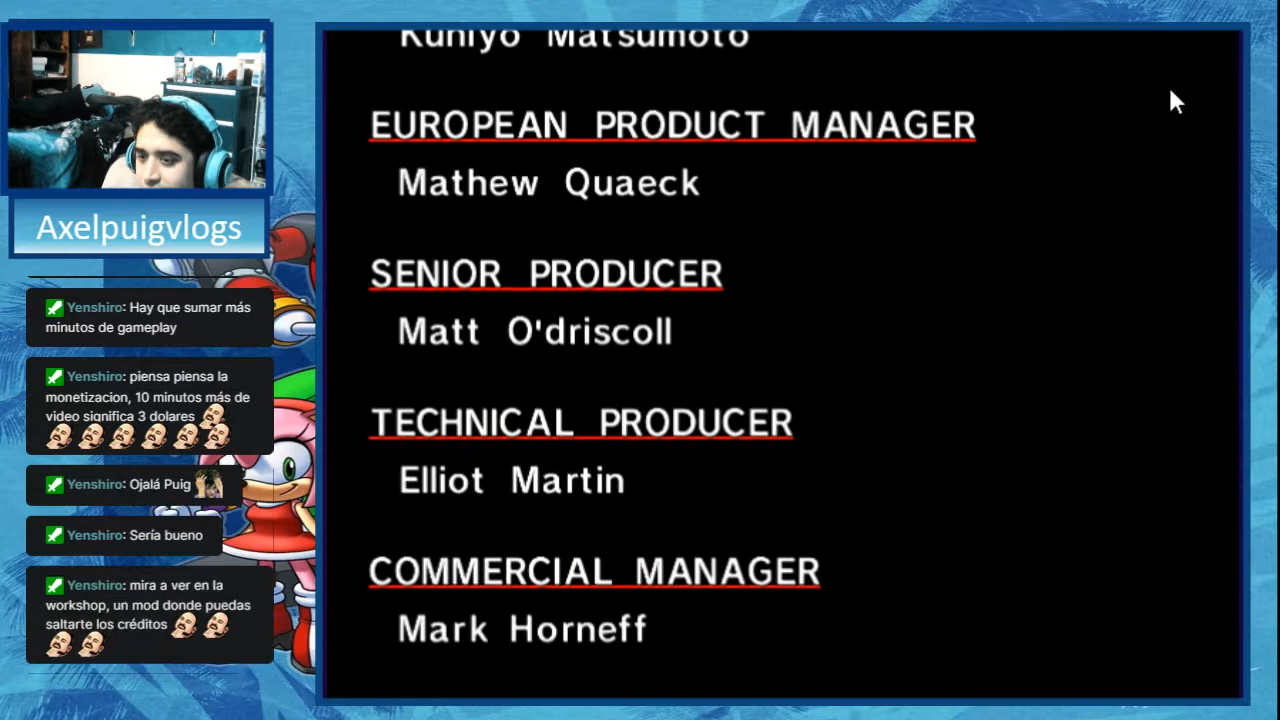 Axelpuigvlogs
Yenshiro: Hay que sumar más
minutos de gameplay
Yenshiro: piensa piensa la
monetizacion, 10 minutos más de
video significa 3 dolares
Yenshiro: Ojalá Puig
Yenshiro: Sería bueno
Yenshiro: mira a ver en la
workshop, un mod donde puedas
saltarte los créditos
Kuniyo Matsumoto
EUROPEAN PRODUCT MANAGER
Mathew Quaeck
SENIOR PRODUCER
Matt O'driscoll
TECHNICAL PRODUCER
Elliot Martin
COMMERCIAL MANAGER
Mark Horneff